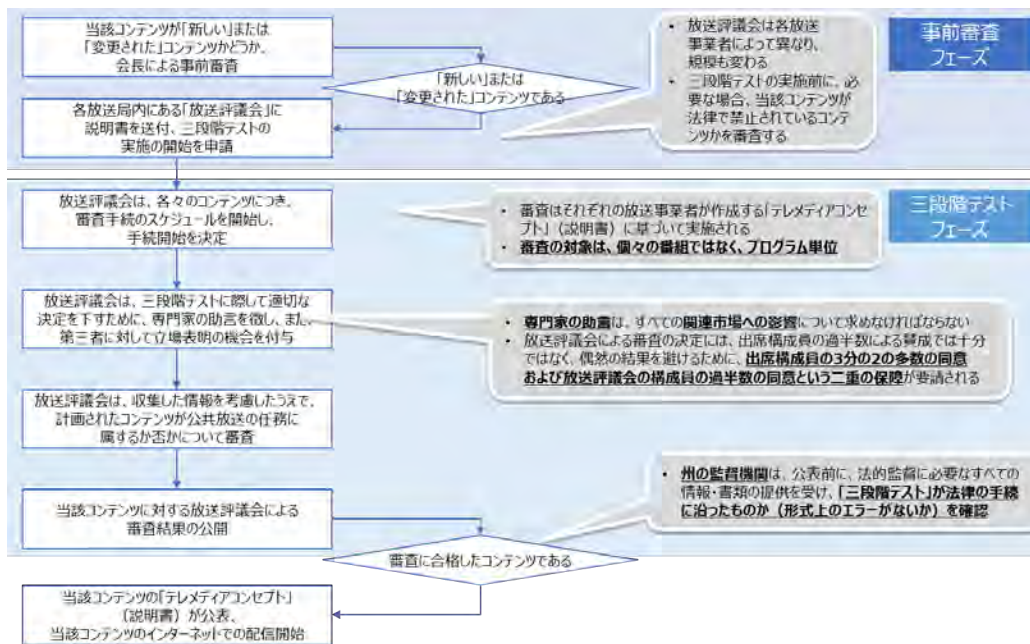 当該コンテンツが「新しい」または
「変更された」コンテンツかどうか、
会長による事前審査
「新しい」または
「変更された」コンテンツである
各放送局内にある「放送評議会」に
説明書を送付、三段階テストの
実施の開始を申請
• 放送評議会は各放送
事業者によって異なり、
規模も変わる
• 三段階テストの実施前に、必
要な場合、当該コンテンツが
法律で禁止されているコンテ
ンツかを審査する
事前審査
フェーズ
放送評議会は、各々のコンテンツにつき、
審査手続のスケジュールを開始し、
手続開始を決定
• 審査はそれぞれの放送事業者が作成する「テレメディアコンセ
プト」（説明書）に基づいて実施される
• 審査の対象は、個々の番組ではなく、プログラム単位
三段階テスト
フェーズ
放送評議会は、三段階テストに際して適切な
決定を下すために、専門家の助言を徴し、また、
第三者に対して立場表明の機会を付与
• 専門家の助言は、すべての関連市場への影響について求めなければならない
• 放送評議会による審査の決定には、出席構成員の過半数による賛成では十分
ではなく、偶然の結果を避けるために、出席構成員の3分の2の多数の同意
および放送評議会の構成員の過半数の同意という二重の保障が要請される
放送評議会は、収集した情報を考慮したうえで、
計画されたコンテンツが公共放送の任務に
属するか否かについて審査
• 州の監督機関は、公表前に、法的監督に必要なすべての
情報・書類の提供を受け、「三段階テスト」が法律の手続
に沿ったものか（形式上のエラーがないか）を確認
当該コンテンツに対する放送評議会による
審査結果の公開
審査に合格したコンテンツである
当該コンテンツの「テレメディアコンセプト」
（説明書）が公表、
当該コンテンツのインターネットでの配信開始